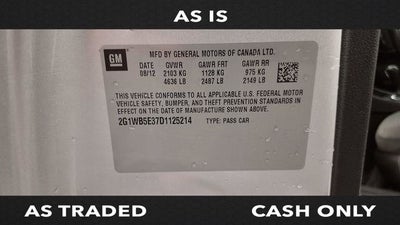 AS IS
GM
MFD BY GENERAL MOTORS OF CANADA LTD.
DATE GVWR GAWR FRT GAWR RR
08/12 2103 KG 1128 KG 975 KG
4636 LB 2487 LB 2149 LB
THIS VEHICLE CONFORMS TO ALL APPLICABLE U.S. FEDERAL MOTOR
VEHICLE SAFETY, BUMPER, AND THEFT PREVENTION STANDARDS IN
EFFECT ON THE DATE OF MANUFACTURE SHOWN ABOVE.
2G1WB5E37D1125214 TYPE: PASS CAR
AS TRADED CASH ONLY